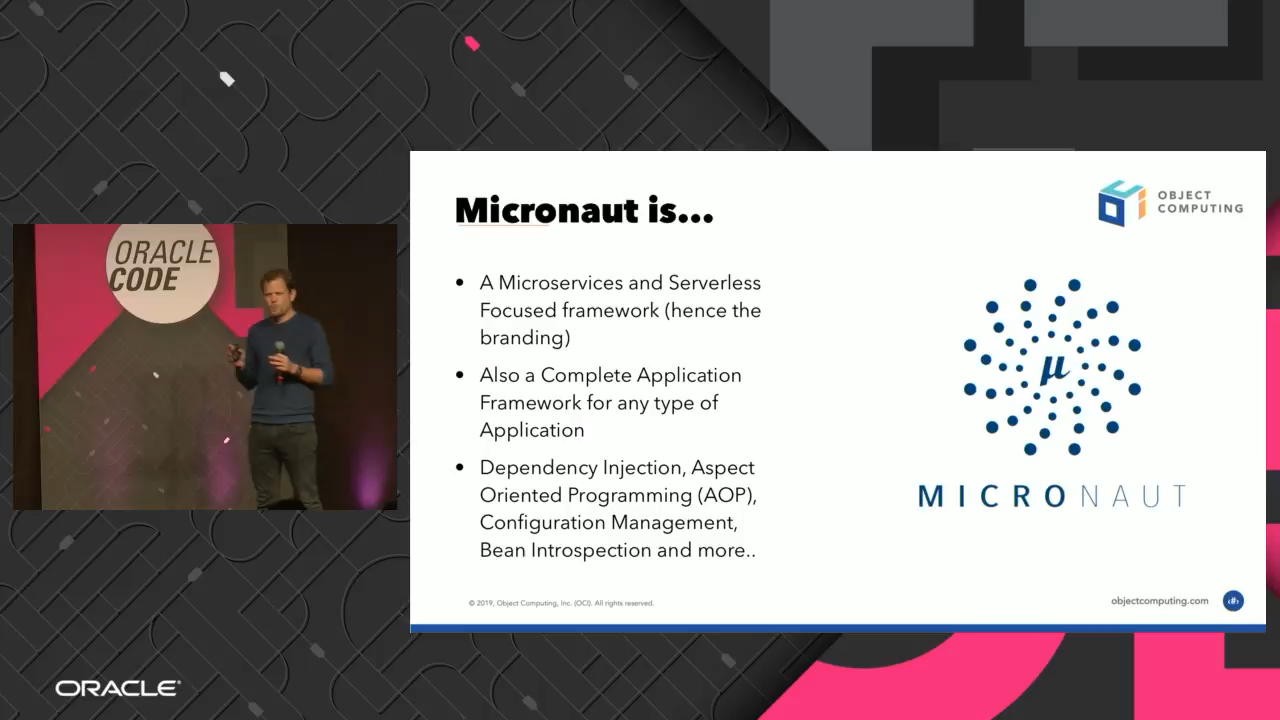 ORACLE
CODE
Micronaut is...
OBJECT
COMPUTING
• A Microservices and Serverless
Focused framework (hence the
branding)
• Also a Complete Application
Framework for any type of
Application
• Dependency Injection, Aspect
Oriented Programming (AOP),
Configuration Management,
Bean Introspection and more..
µ
MICRONAUT
© 2019, Object Computing, Inc. (OCI). All rights reserved.
objectcomputing.com
‹#›
ORACLE®